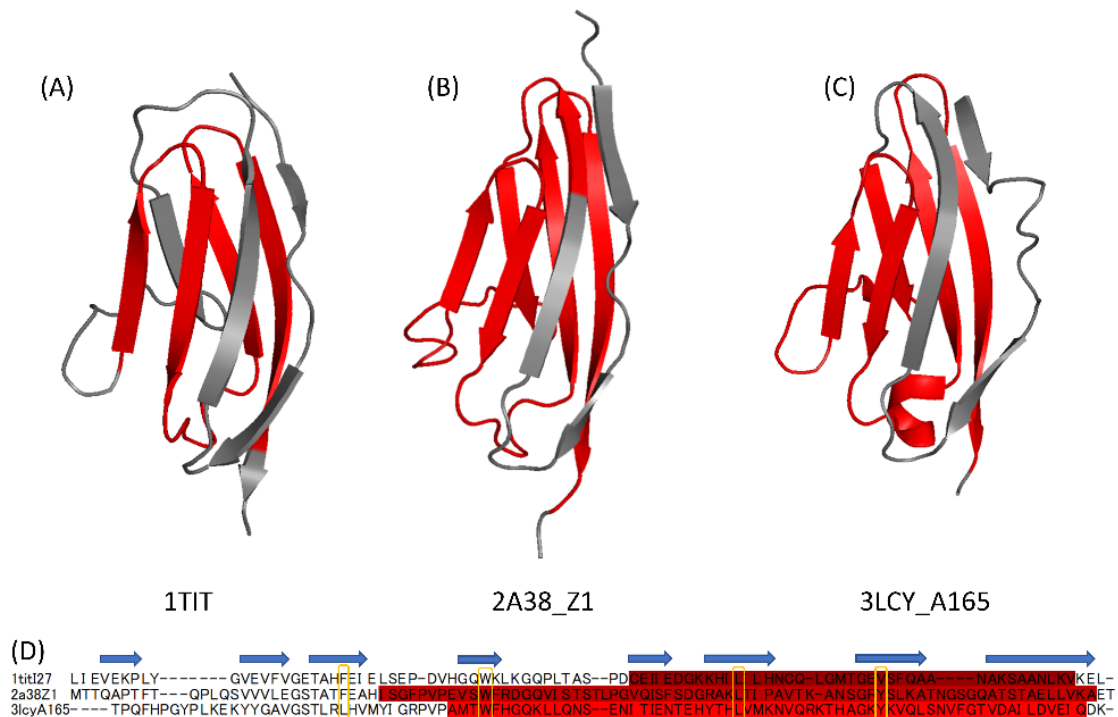 (A)
(B)
(C)
1TIT
2A38_Z1
3LCY_A165
(D)
1titI27 LIEVEKPLY-------GVEVFVGETAHFEIELSEP-DVHGQWKLKGQPLTAS--PDCEIIEDGKKHILILHNCQ-LGMTGEVSFQAA----NAKSAANLKVKEL-
2a38Z1 MTTQAPTFT---QPLQSVVVLEGSTATFEAHISGFPVPEVSWFRDGQVISTSTLPGVQISFSDGRAKLTIPAVTK-ANSGRYSLKATNGSGQATSTAELLVKAET
3lcyA165 ----TPQFHPGYPLKEKYYGAVGSTLRLHVMYIGRPVPAMTWFHGQKLLQNS--ENITIENTEHYTHLVMKNVQRKTHAGKYKVQLSNVFGTVDAILDVEIQDK-